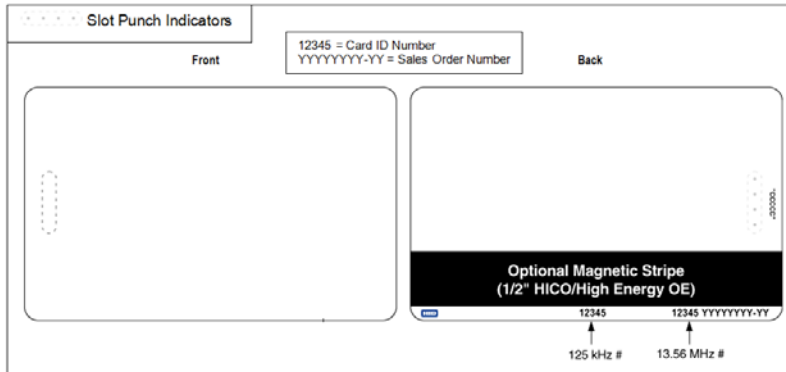 Slot Punch Indicators
12345 = Card ID Number
YYYYYYYY-YY = Sales Order Number
Front
Back
Optional Magnetic Stripe
(1/2" HICO/High Energy OE)
12345
12345 YYYYYYYY-YY
125 kHz #
13.56 MHz #